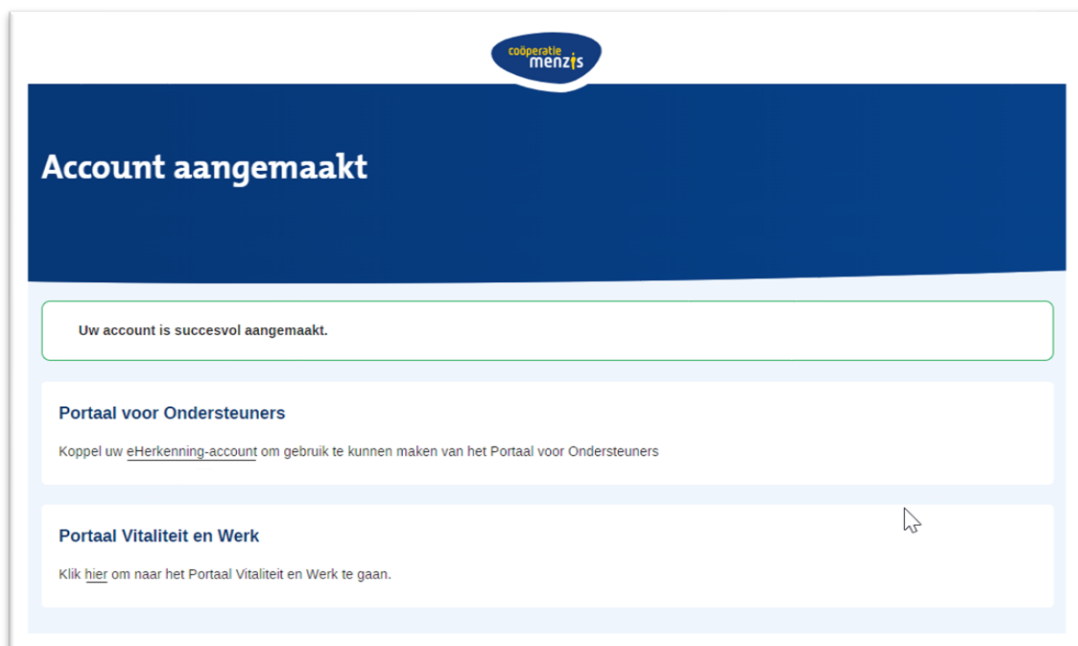 coöperatie
menzis
Account aangemaakt
Uw account is succesvol aangemaakt.
Portaal voor Ondersteuners
Koppel uw eHerkenning-account om gebruik te kunnen maken van het Portaal voor Ondersteuners
Portaal Vitaliteit en Werk
Klik hier om naar het Portaal Vitaliteit en Werk te gaan.